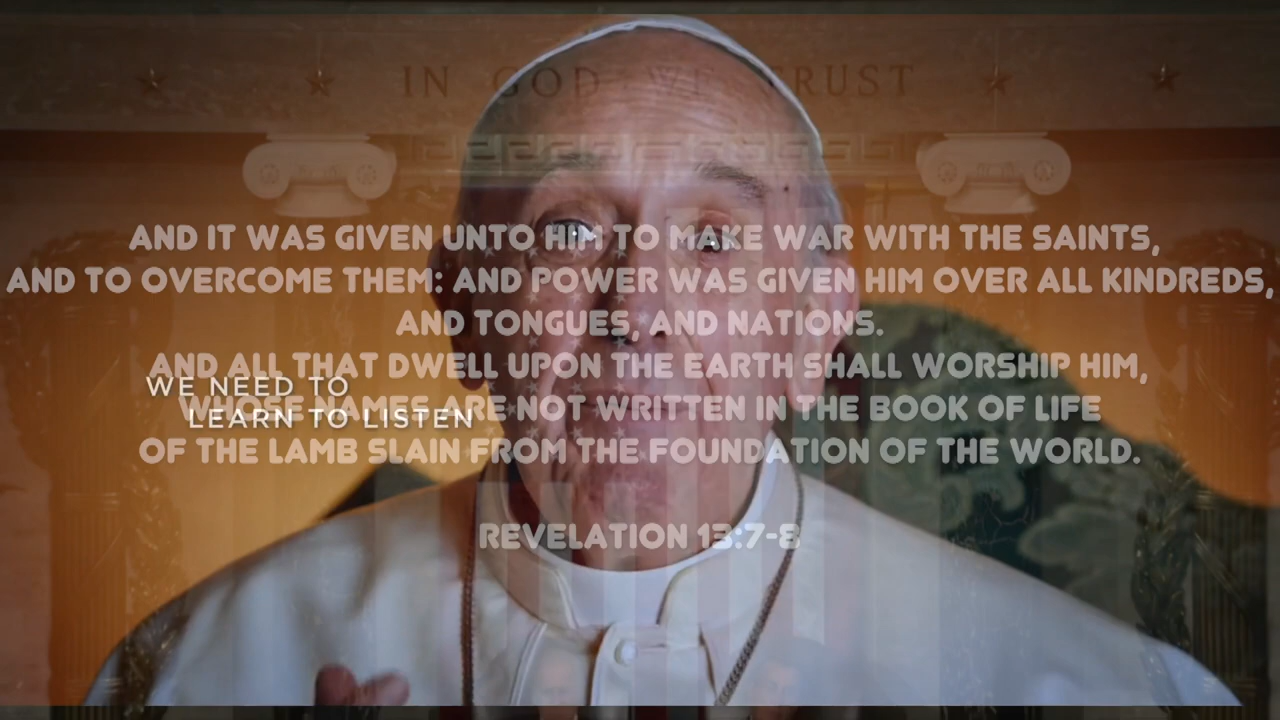 IN GOD WE TRUST
AND IT WAS GIVEN UNTO HIM TO MAKE WAR WITH THE SAINTS,
AND TO OVERCOME THEM: AND POWER WAS GIVEN HIM OVER ALL KINDREDS,
AND TONGUES, AND NATIONS.
AND ALL THAT DWELL UPON THE EARTH SHALL WORSHIP HIM,
WE NEED TO
WHOSE NAMES ARE NOT WRITTEN IN THE BOOK OF LIFE
LEARN TO LISTEN
OF THE LAMB SLAIN FROM THE FOUNDATION OF THE WORLD.
REVELATION 13:7-8